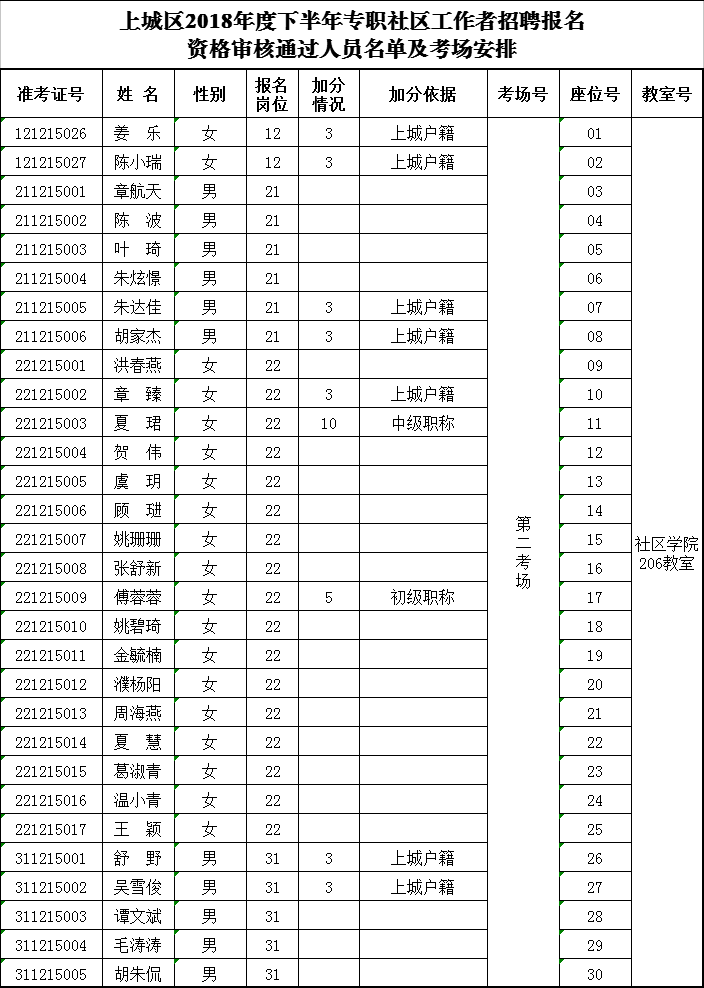 上城区2018年度下半年专职社区工作者招聘报名
资格审核通过人员名单及考场安排
准考证号 姓 名 性别 报名岗位 加分情况 加分依据 考场号 座位号 教室号
121215026 姜 乐 女 12 3 上城户籍 01
121215027 陈小瑞 女 12 3 上城户籍 02
211215001 章航天 男 21 03
211215002 陈 波 男 21 04
211215003 叶 琦 男 21 05
211215004 朱炫憬 男 21 06
211215005 朱达佳 男 21 3 上城户籍 07
211215006 胡家杰 男 21 3 上城户籍 08
221215001 洪春燕 女 22 09
221215002 章 臻 女 22 3 上城户籍 10
221215003 夏 珺 女 22 10 中级职称 11
221215004 贺 伟 女 22 12
221215005 虞 玥 女 22 13
221215006 顾 琎 女 22 14
221215007 姚珊珊 女 22 15
221215008 张舒新 女 22 16
221215009 傅蓉蓉 女 22 5 初级职称 17
221215010 姚碧琦 女 22 18
221215011 金毓楠 女 22 19
221215012 濮杨阳 女 22 20
221215013 周海燕 女 22 21
221215014 夏 慧 女 22 22
221215015 葛淑青 女 22 23
221215016 温小青 女 22 24
221215017 王 颖 女 22 25
311215001 舒 野 男 31 3 上城户籍 26
311215002 吴雪俊 男 31 3 上城户籍 27
311215003 谭文斌 男 31 28
311215004 毛涛涛 男 31 29
311215005 胡朱侃 男 31 30
第二考场
社区学院
206教室